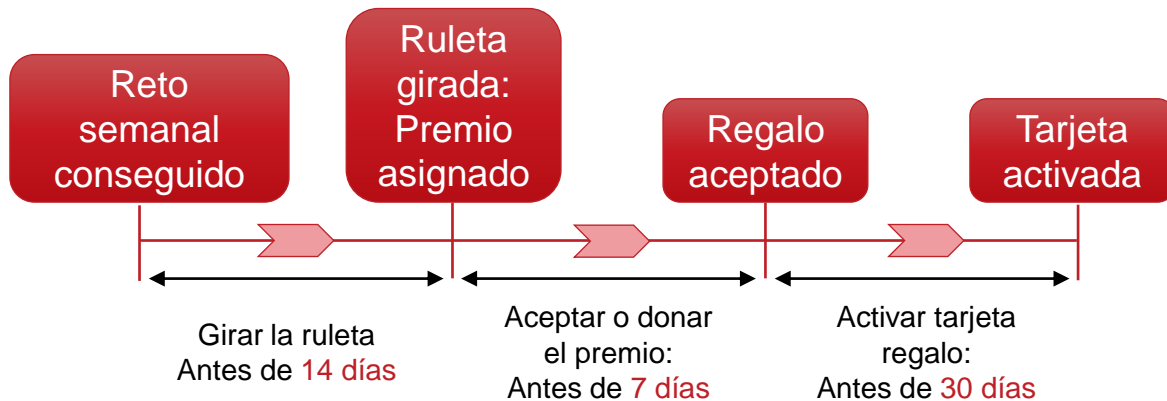 Reto
semanal
conseguido
Ruleta
girada:
Premio
asignado
Regalo
aceptado
Tarjeta
activada
Girar la ruleta
Antes de 14 días
Aceptar o donar
el premio:
Antes de 7 días
Activar tarjeta
regalo:
Antes de 30 días